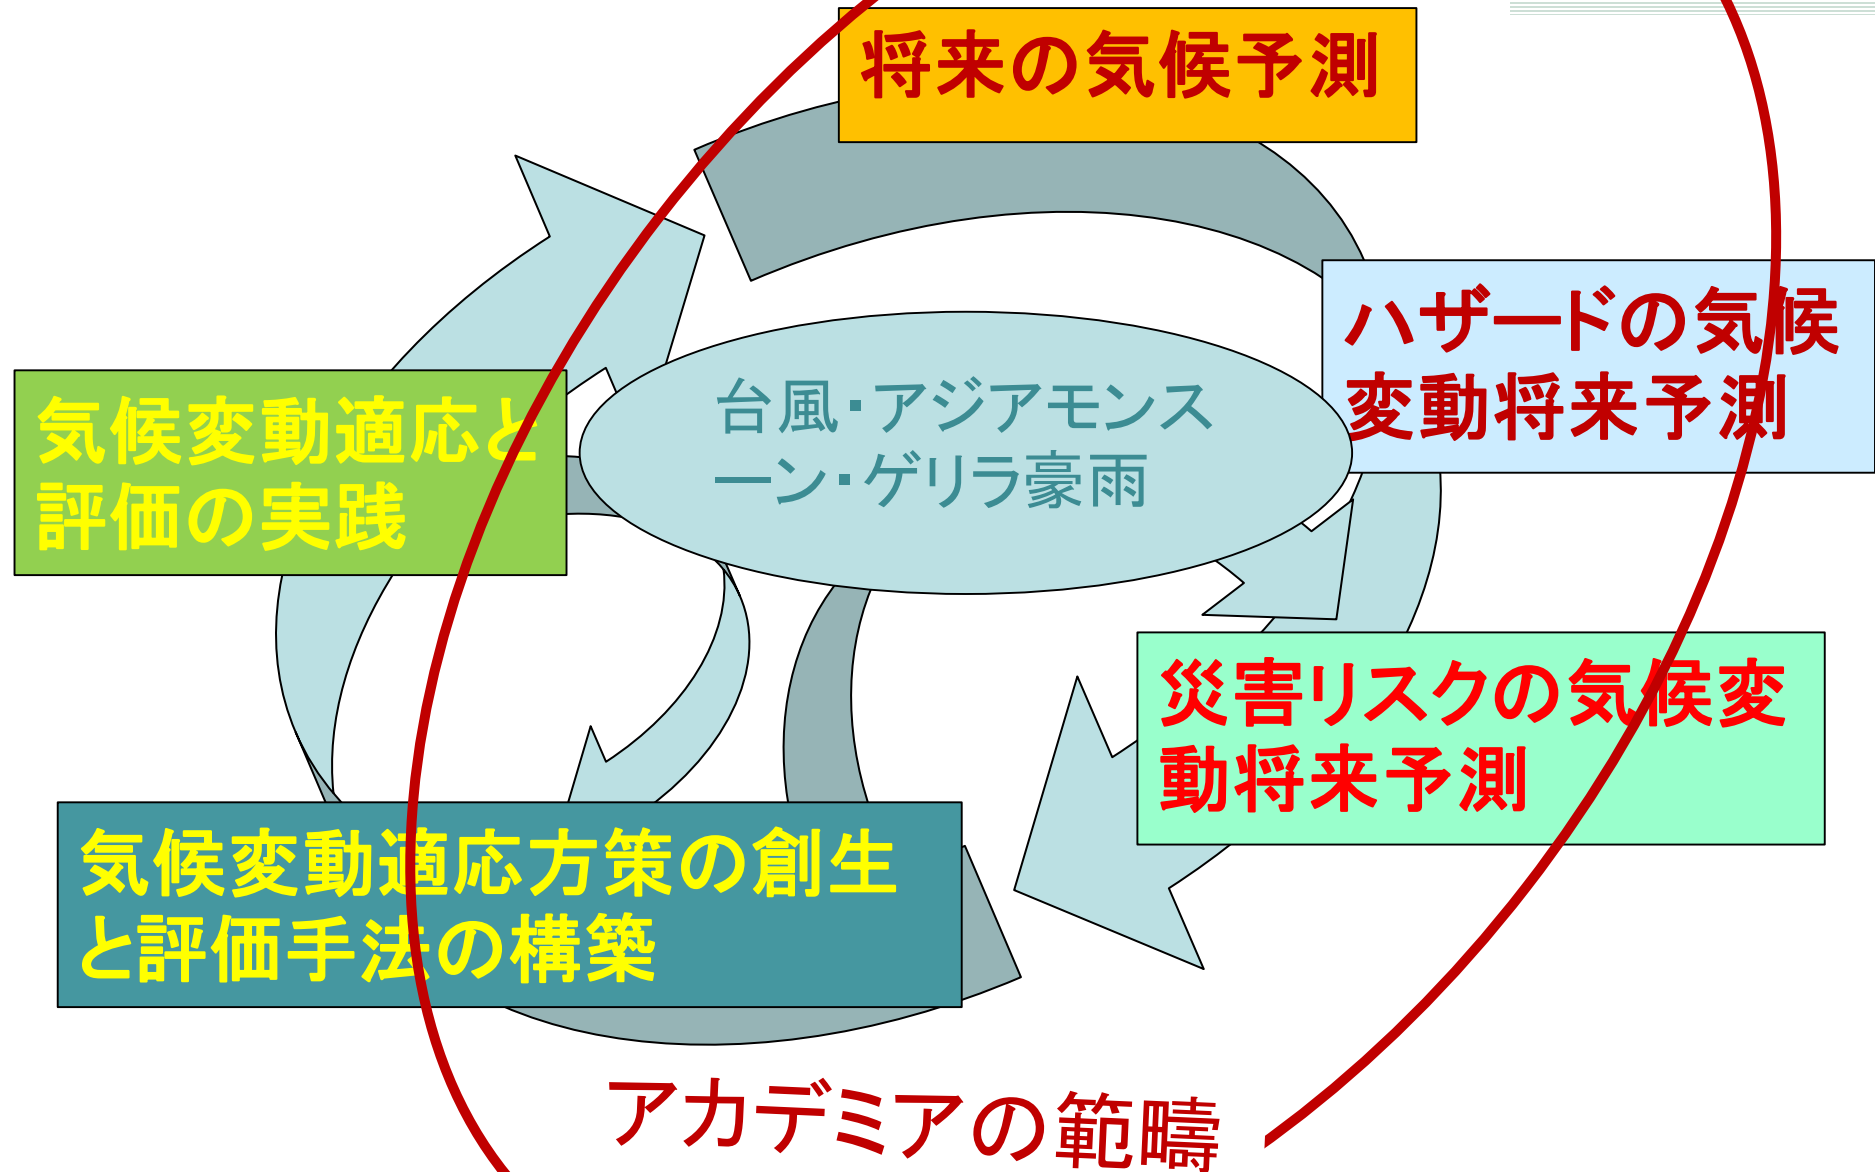 将来の気候予測
ハザードの気候
変動将来予測
台風・アジアモンス
ーン・ゲリラ豪雨
気候変動適応と
評価の実践
災害リスクの気候変
動将来予測
気候変動適応方策の創生
と評価手法の構築
アカデミアの範疇